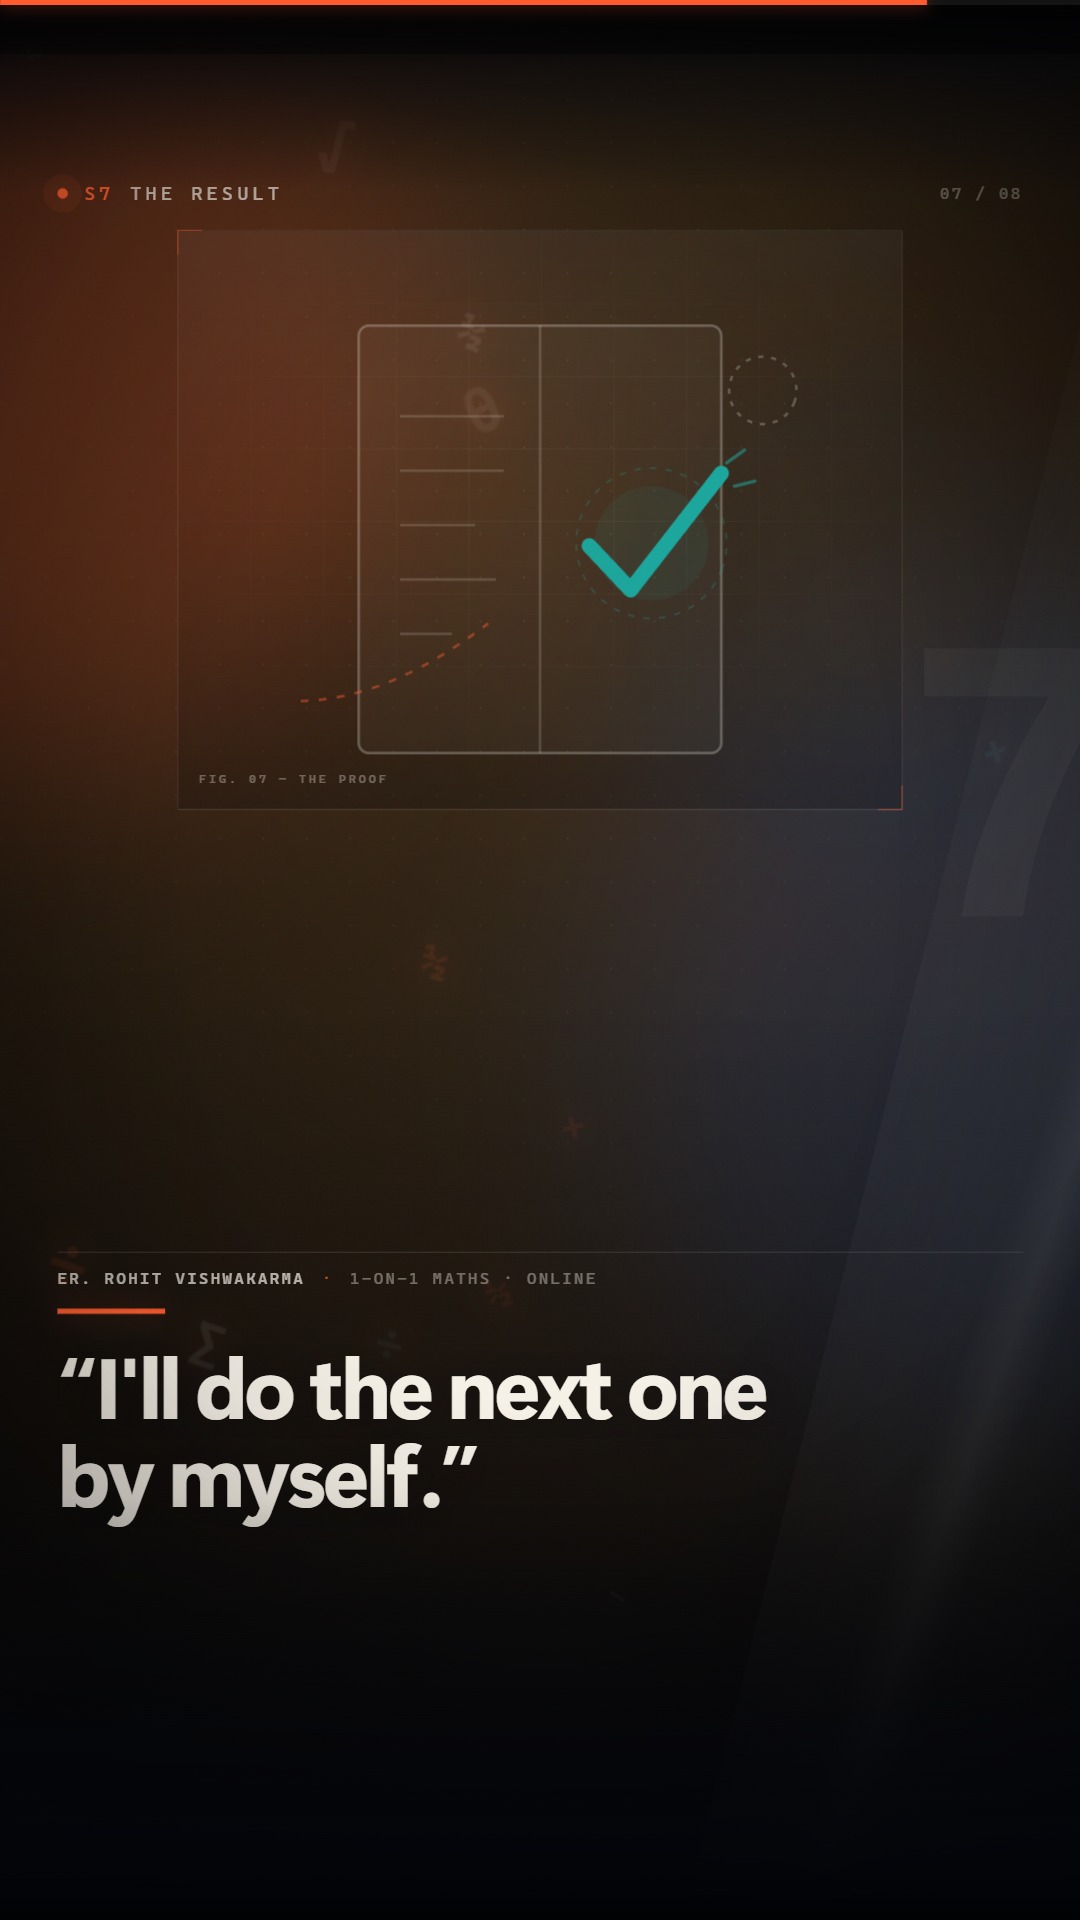 S7 THE RESULT
07 / 08
FIG. 07 — THE PROOF
7
ER. ROHIT VISHWAKARMA · 1-ON-1 MATHS · ONLINE
“I'll do the next one
by myself.”